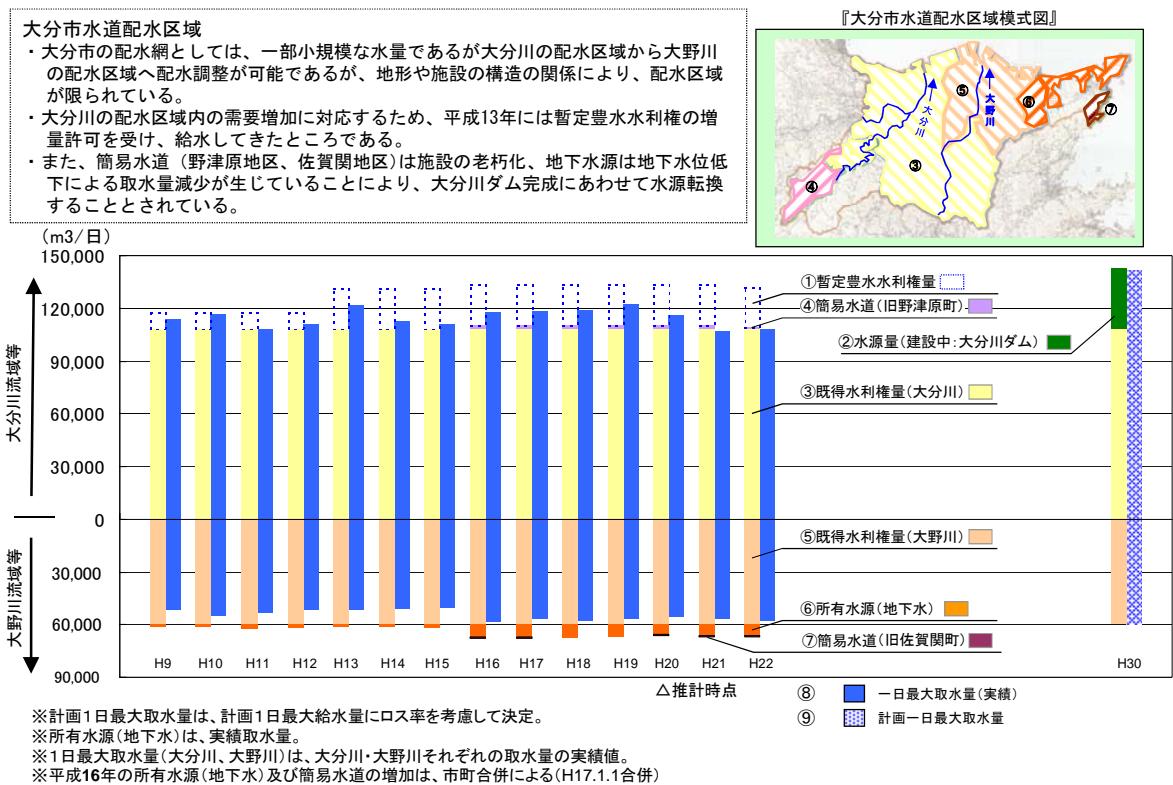 大分市水道配水区域
・大分市の配水網としては、一部小規模な水量であるが大分川の配水区域から大野川
の配水区域へ配水調整が可能であるが、地形や施設の構造の関係により、配水区域
が限られている。
・大分川の配水区域内の需要増加に対応するため、平成13年には暫定豊水水利権の増
量許可を受け、給水してきたところである。
・また、簡易水道（野津原地区、佐賀関地区）は施設の老朽化、地下水源は地下水位低
下による取水量減少が生じていることにより、大分川ダム完成にあわせて水源転換
することとされている。
『大分市水道配水区域模式図』
⑤
⑥
⑦
大分川
大野川
③
④
（m3/日）
150,000
120,000
90,000
60,000
30,000
0
30,000
60,000
90,000
大分川流域等
大野川流域等
①暫定豊水水利権量
④簡易水道（旧野津原町）
②水源量（建設中：大分川ダム）
③既得水利権量（大分川）
⑤既得水利権量（大野川）
⑥所有水源（地下水）
⑦簡易水道（旧佐賀関町）
H9 H10 H11 H12 H13 H14 H15 H16 H17 H18 H19 H20 H21 H22 H30
△推計時点
⑧ 一日最大取水量（実績）
⑨ 計画一日最大取水量
※計画1日最大取水量は、計画1日最大給水量にロス率を考慮して決定。
※所有水源（地下水）は、実績取水量。
※1日最大取水量（大分川、大野川）は、大分川・大野川それぞれの取水量の実績値。
※平成16年の所有水源（地下水）及び簡易水道の増加は、市町合併による（H17.1.1合併）